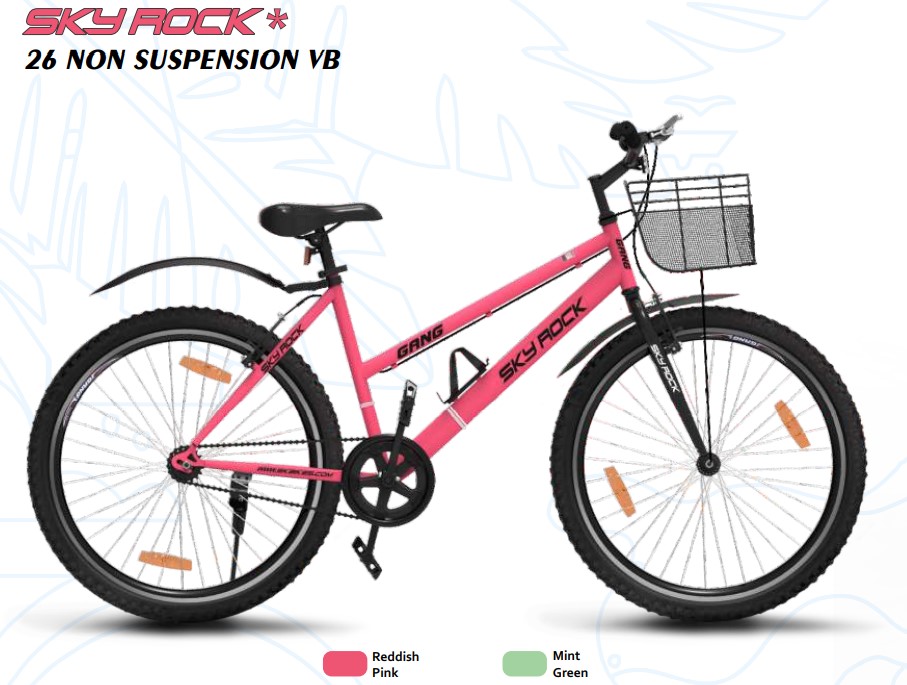 SKY ROCK*
26 NON SUSPENSION VB
GANG
GANG
SKY ROCK
SKY ROCK
SKY ROCK
Reddish
Pink
Mint
Green